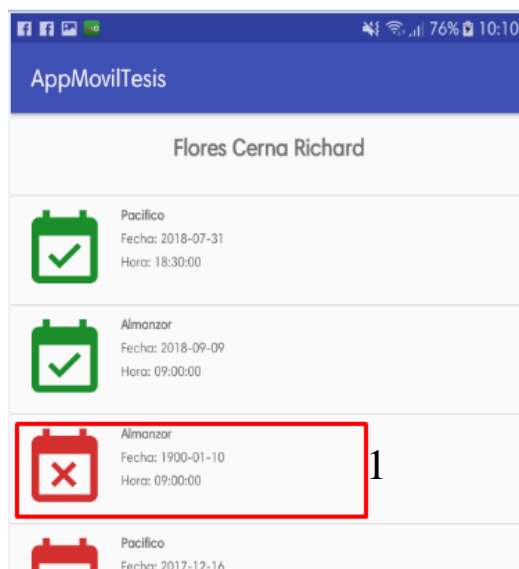 76% 10:10
AppMovilTesis
Flores Cerna Richard
Pacifico
Fecha: 2018-07-31
Hora: 18:30:00
Almanzor
Fecha: 2018-09-09
Hora: 09:00:00
Almanzor
Fecha: 1900-01-10
Hora: 09:00:00
1
Pacifico
Fecha: 2017-12-16